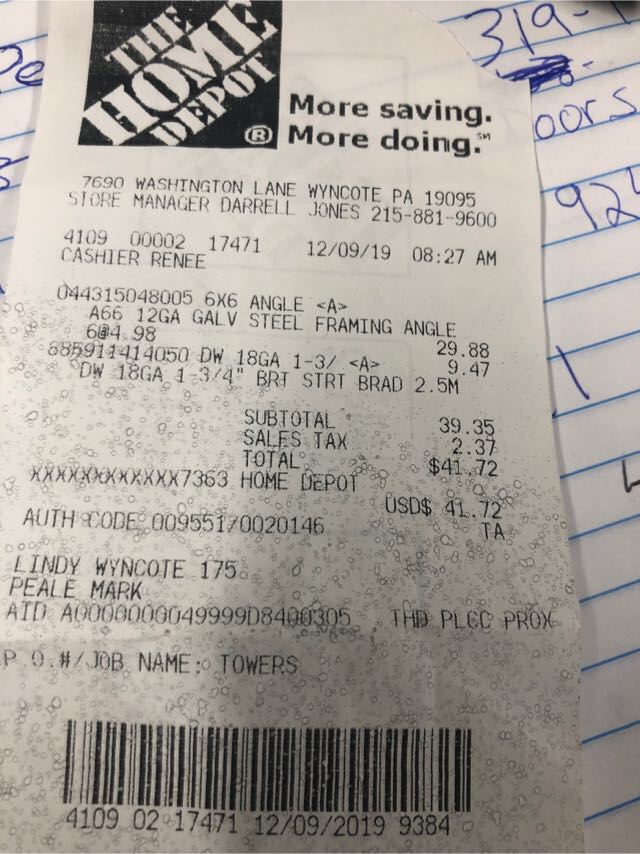 THE
HOME
DEPOT
®
More saving.
More doing.℠
7690 WASHINGTON LANE WYNCOTE PA 19095
STORE MANAGER DARRELL JONES 215-881-9600
4109 00002 17471 12/09/19 08:27 AM
CASHIER RENEE
044315048005 6X6 ANGLE <A>
A66 12GA GALV STEEL FRAMING ANGLE
6@4.98 29.88
685911414050 DW 18GA 1-3/ <A> 9.47
DW 18GA 1-3/4" BRT STRT BRAD 2.5M
SUBTOTAL 39.35
SALES TAX 2.37
TOTAL $41.72
XXXXXXXXXXXX7363 HOME DEPOT
USD$ 41.72
AUTH CODE 009551/0020146 TA
LINDY WYNCOTE 175
PEALE MARK
AID A0000000049999D8400305 THD PLCC PROX
P.O.#/JOB NAME: TOWERS
4109 02 17471 12/09/2019 9384
319-
oors